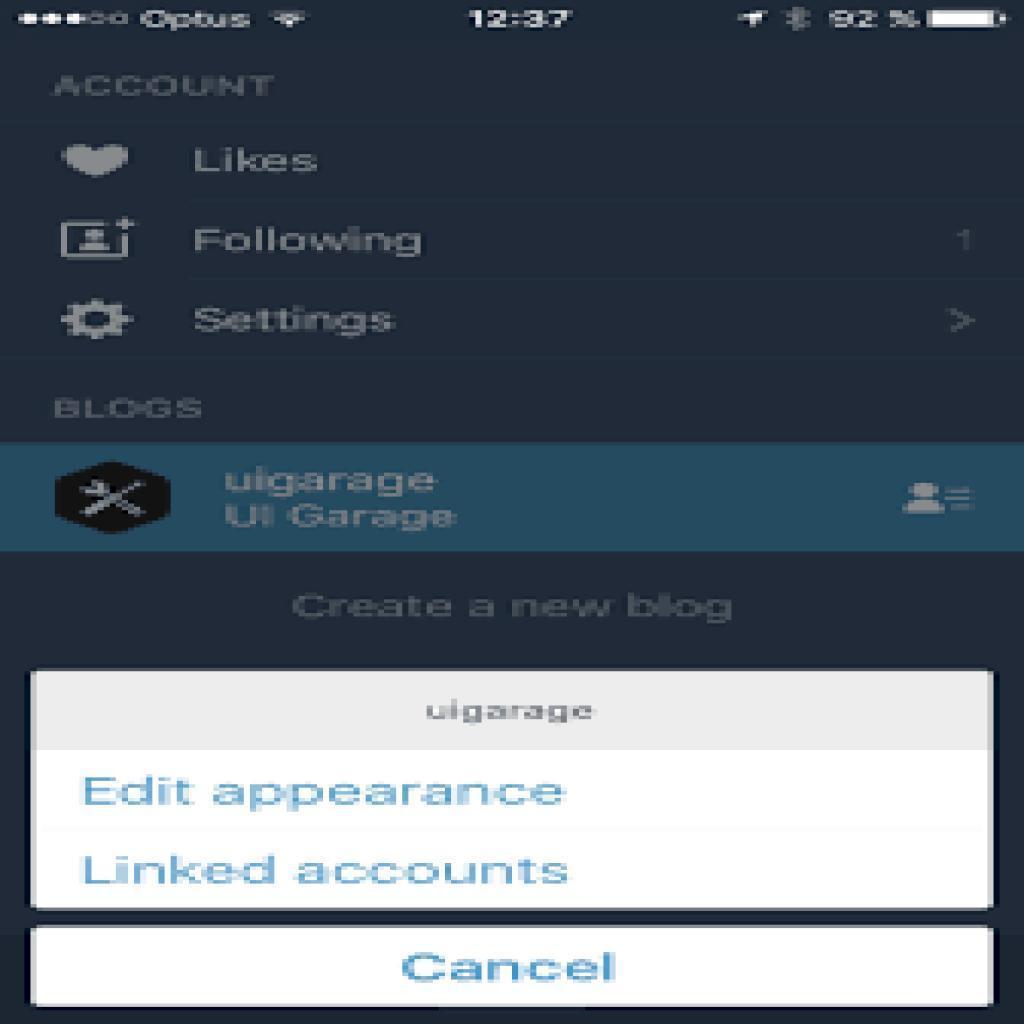 Optus 12:37 92 %
ACCOUNT
Likes
Following 1
Settings >
BLOGS
uigarage
UI Garage
Create a new blog
uigarage
Edit appearance
Linked accounts
Cancel